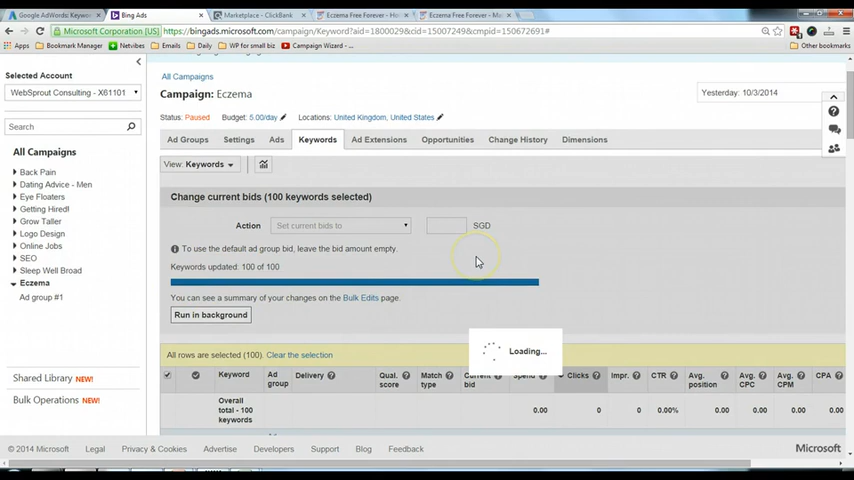 Google AdWords: Keywo
Bing Ads
Marketplace - ClickBank
Eczema Free Forever - Ho
Eczema Free Forever – Ma
Microsoft Corporation [US]
https://bingads.microsoft.com/campaign/Keyword?aid=1800029&cid=15007249&cmpid=150672691#
Apps
Bookmark Manager
Netvibes
Emails
Daily
WP for small biz
Campaign Wizard - ...
Other bookmarks
Selected Account
WebSprout Consulting - X61101
Search
All Campaigns
Back Pain
Dating Advice - Men
Eye Floaters
Getting Hired!
Grow Taller
Logo Design
Online Jobs
SEO
Sleep Well Broad
Eczema
Ad group #1
Shared Library NEW!
Bulk Operations NEW!
All Campaigns
Campaign: Eczema
Yesterday: 10/3/2014
Status: Paused
Budget: 5.00/day
Locations: United Kingdom, United States
Ad Groups
Settings
Ads
Keywords
Ad Extensions
Opportunities
Change History
Dimensions
View: Keywords
Change current bids (100 keywords selected)
Action
Set current bids to
SGD
To use the default ad group bid, leave the bid amount empty.
Keywords updated: 100 of 100
You can see a summary of your changes on the Bulk Edits page.
Run in background
Loading...
All rows are selected (100). Clear the selection
Keyword
Ad group
Delivery
Qual. score
Match type
Current bid
Spend
Clicks
Impr.
CTR
Avg. position
Avg. CPC
Avg. CPM
CPA
Overall total - 100 keywords
0.00
0
0
0.00%
0.00
0.00
0.00
0.00
© 2014 Microsoft
Legal
Privacy & Cookies
Advertise
Developers
Support
Blog
Feedback
Microsoft